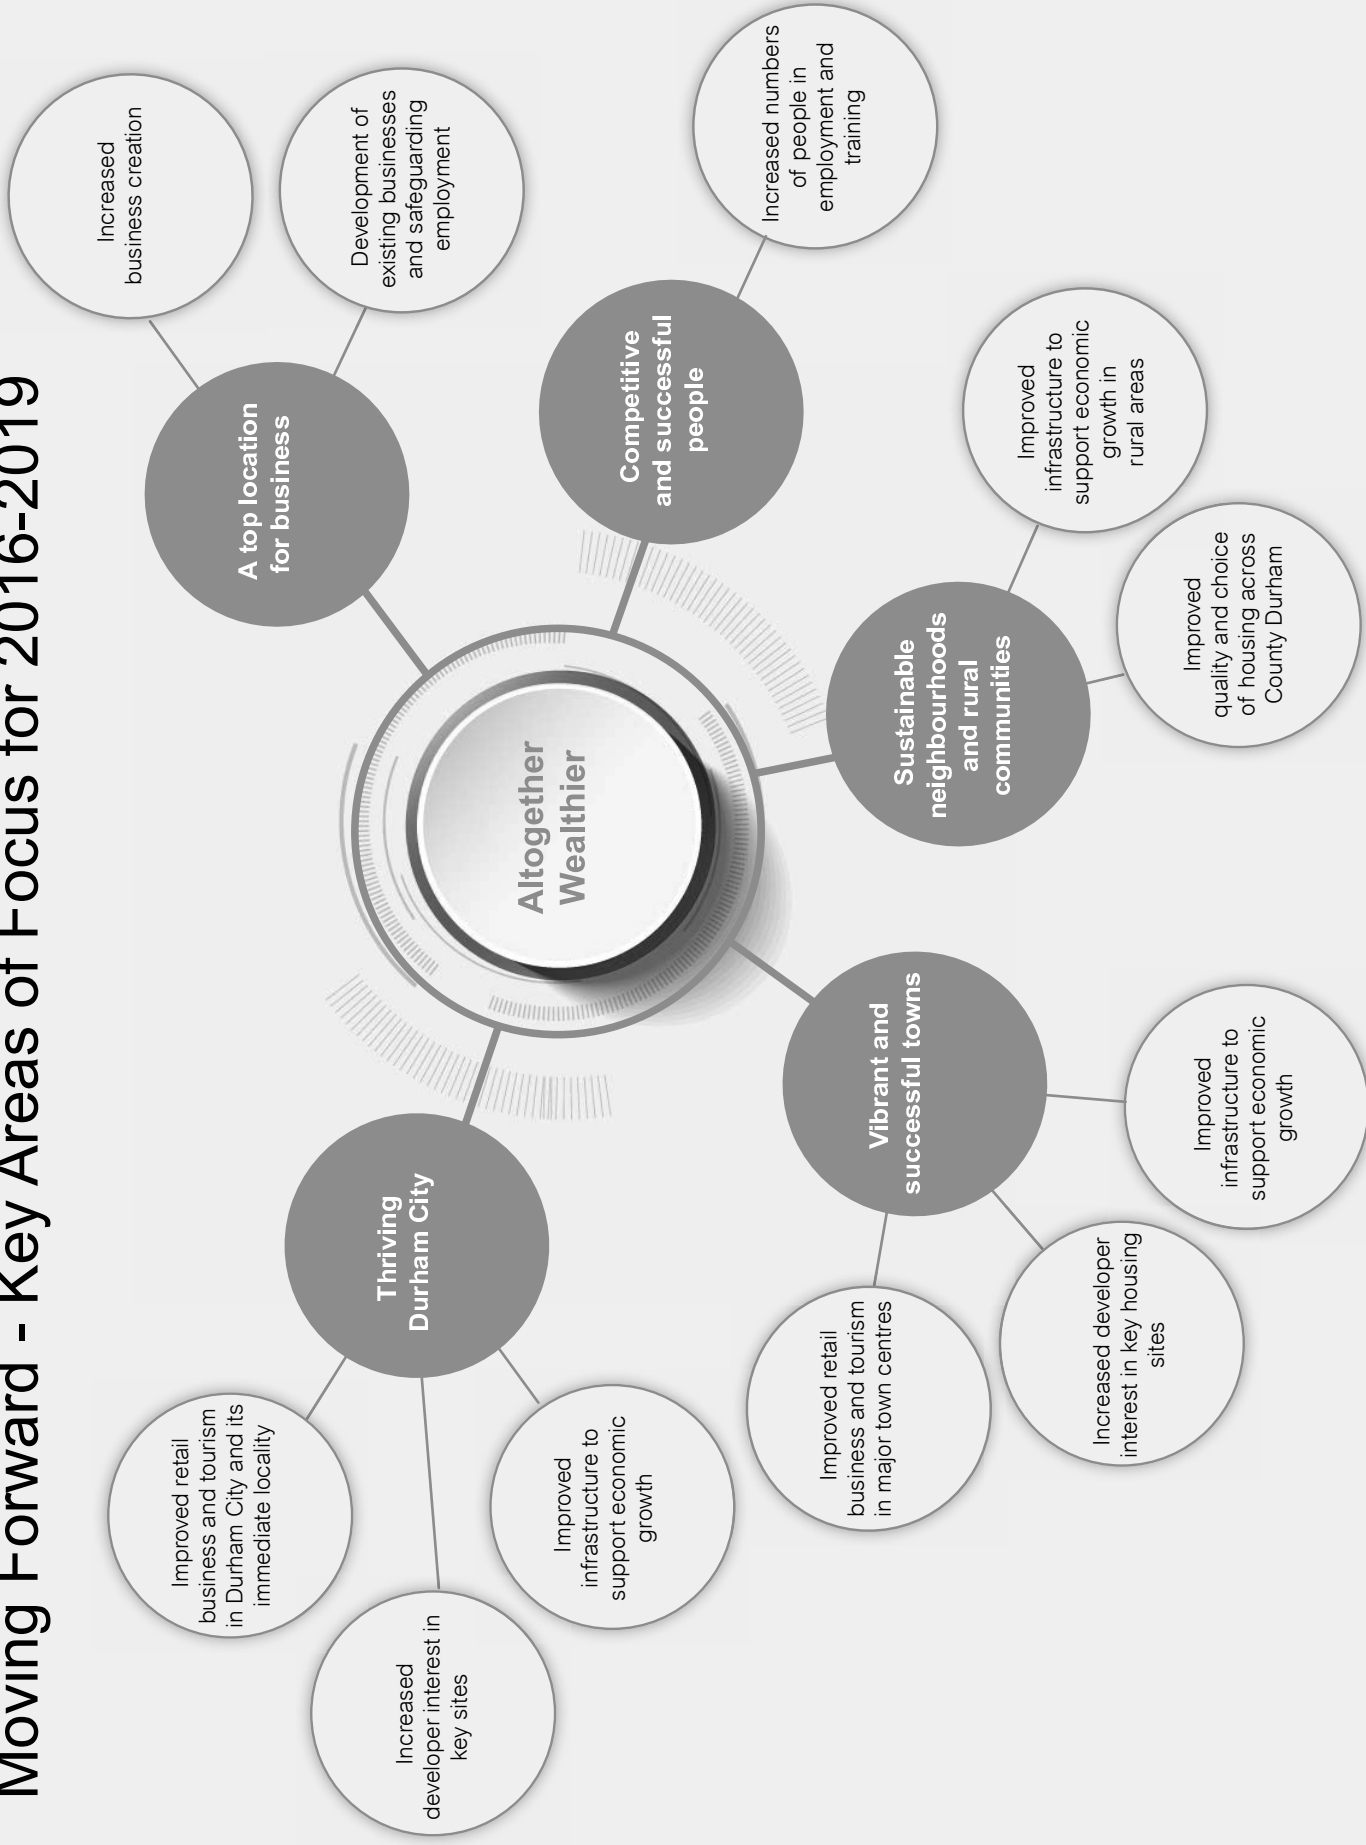 Moving Forward - Key Areas of Focus for 2016-2019
Altogether
Wealthier
Thriving
Durham City
Improved retail
business and tourism
in Durham City and its
immediate locality
Increased
developer interest in
key sites
Improved
infrastructure to
support economic
growth
Vibrant and
successful towns
Improved retail
business and tourism
in major town centres
Increased developer
interest in key housing
sites
Improved
infrastructure to
support economic
growth
Sustainable
neighbourhoods
and rural
communities
Improved
quality and choice
of housing across
County Durham
Improved
infrastructure to
support economic
growth in
rural areas
Competitive
and successful
people
Increased numbers
of people in
employment and
training
A top location
for business
Increased
business creation
Development of
existing businesses
and safeguarding
employment